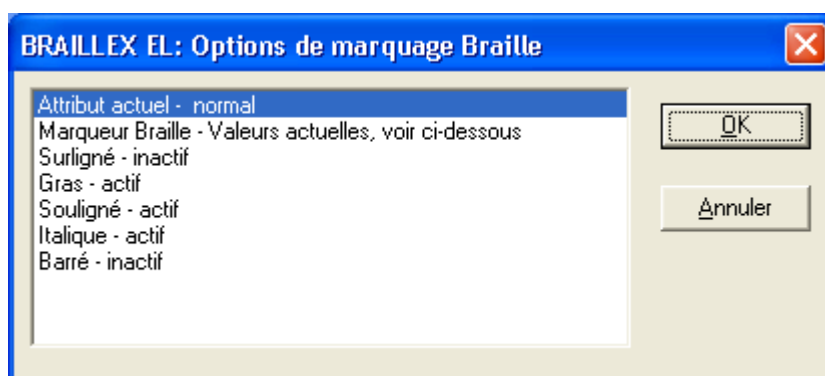 BRAILLEX EL: Options de marquage Braille
Attribut actuel - normal
Marqueur Braille - Valeurs actuelles, voir ci-dessous
Surligné - inactif
Gras - actif
Souligné - actif
Italique - actif
Barré - inactif
OK
Annuler